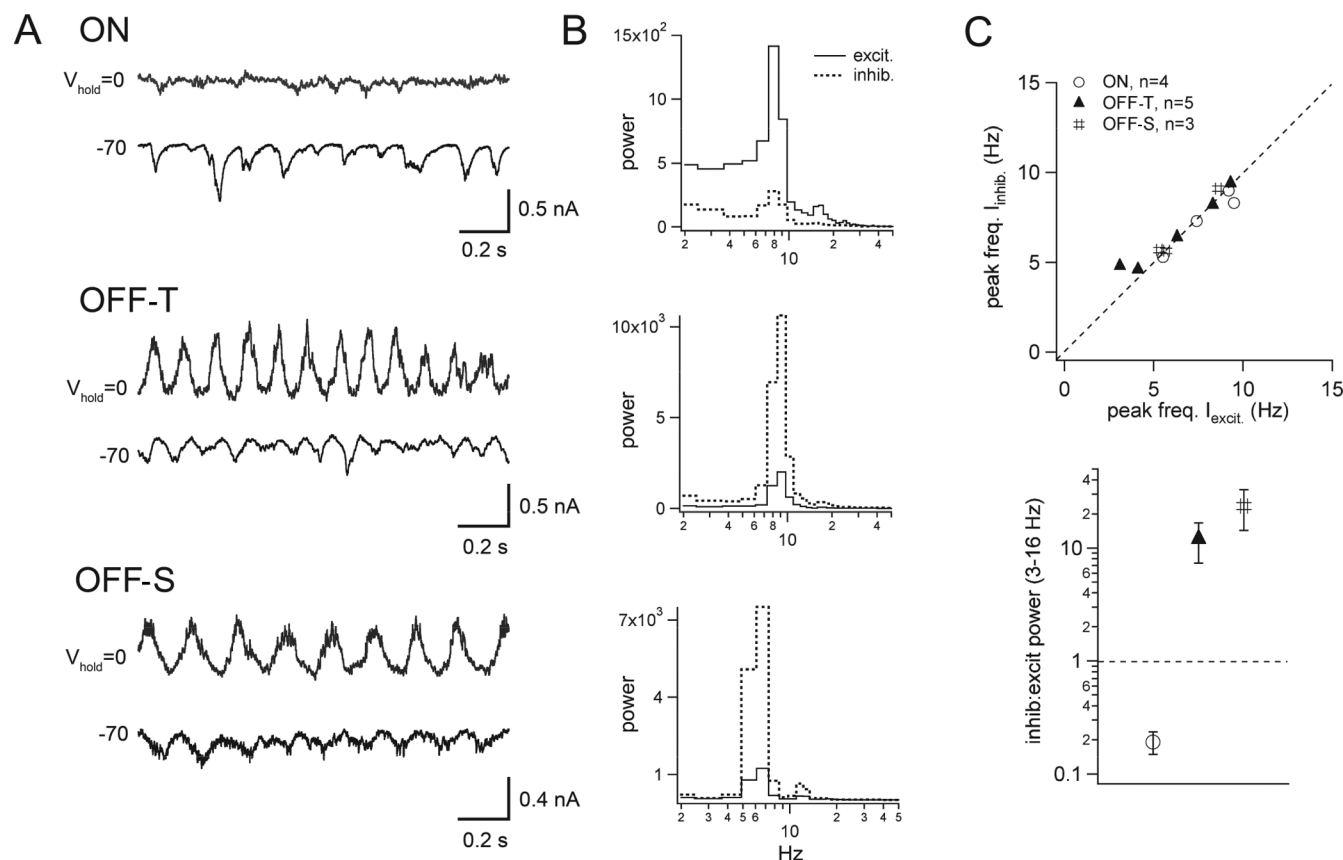 A
ON
V_hold=0
-70
0.5 nA
0.2 s
OFF-T
V_hold=0
-70
0.5 nA
0.2 s
OFF-S
V_hold=0
-70
0.4 nA
0.2 s
B
15x10²
10
5
0
power
excit.
inhib.
2 4 6 8 2 4
10
10x10³
5
0
power
2 4 6 8 2 4
10
7x10³
4
1
power
2 3 4 5 6 2 3 4 5
10
Hz
C
15
10
5
0
peak freq. I_inhib. (Hz)
ON, n=4
OFF-T, n=5
OFF-S, n=3
0 5 10 15
peak freq. I_excit. (Hz)
inhib:excit power (3-16 Hz)
4
2
10
8
6
4
2
1
8
6
4
2
0.1